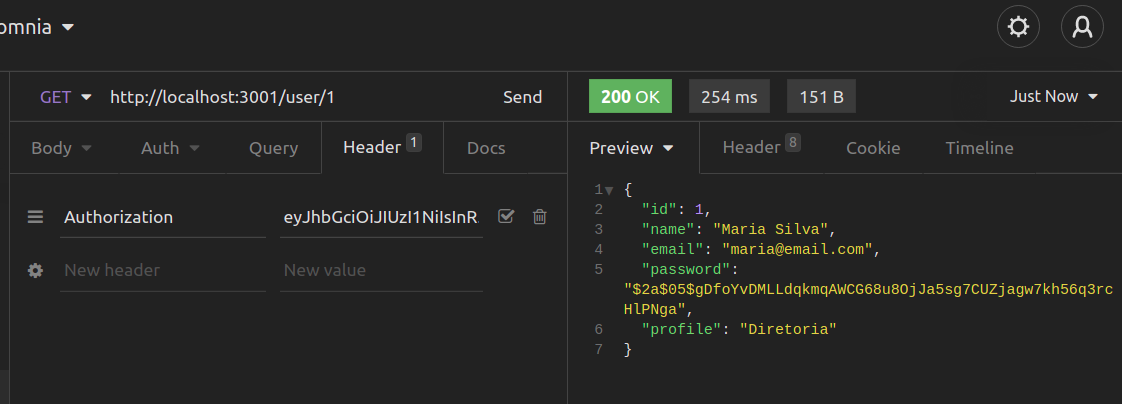 omnia
GET http://localhost:3001/user/1 Send
200 OK 254 ms 151 B Just Now
Body Auth Query Header 1 Docs
Preview Header 8 Cookie Timeline
Authorization eyJhbGciOiJIUzI1NiIsInR.
New header New value
1 {
2 "id": 1,
3 "name": "Maria Silva",
4 "email": "maria@email.com",
5 "password":
"$2a$05$gDfoYvDMLLdqkmqAWCG68u8OjJa5sg7CUZjagw7kh56q3rc
HlPNga",
6 "profile": "Diretoria"
7 }